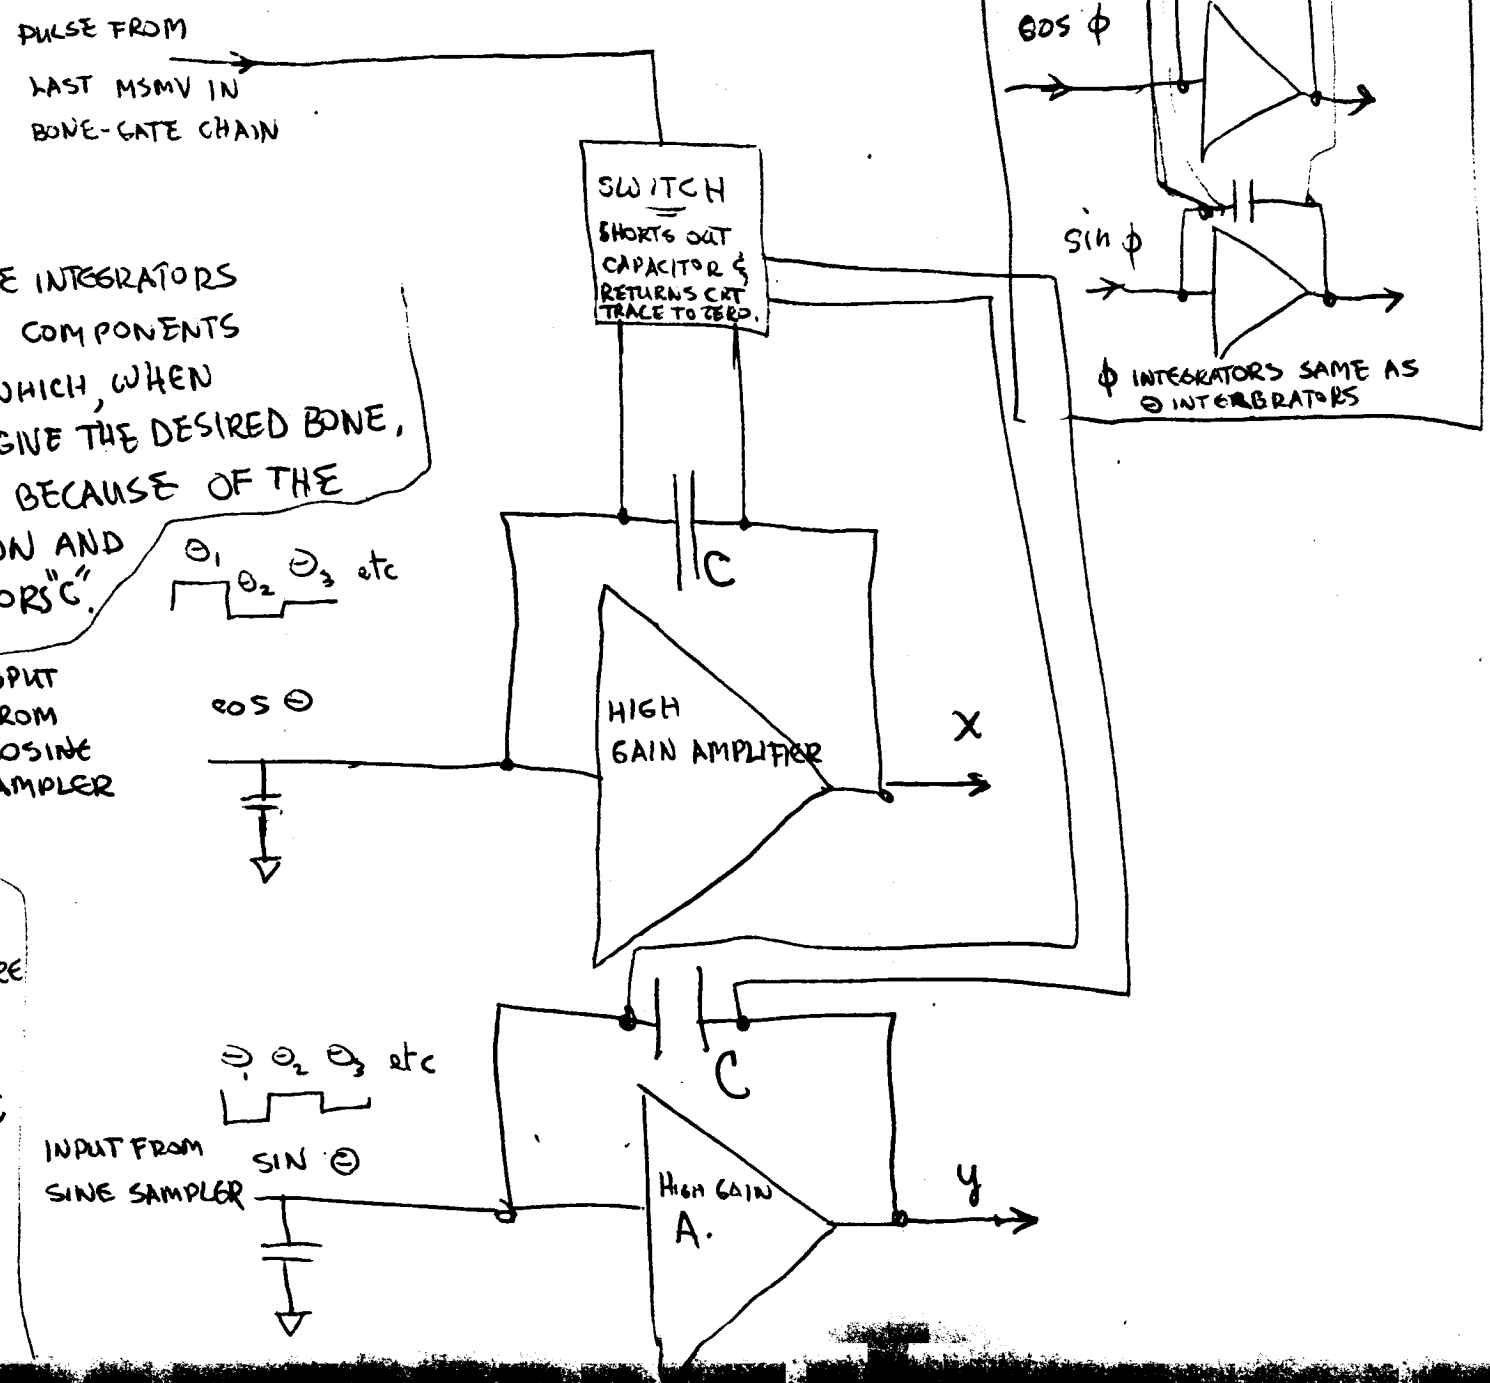 PULSE FROM
LAST MSMV IN
BONE-GATE CHAIN
SWITCH
SHORTS OUT
CAPACITOR &
RETURNS CRT
TRACE TO ZERO.
cos ϕ
sin ϕ
ϕ INTEGRATORS SAME AS
Θ INTERGRATORS
E INTEGRATORS
COMPONENTS
WHICH, WHEN
GIVE THE DESIRED BONE,
BECAUSE OF THE
ON AND
ORS "C".
Θ1 Θ2 Θ3 etc
C
PUT
ROM
OSINE
AMPLER
cos Θ
HIGH
GAIN AMPLIFIER
X
RE
C
Θ1 Θ2 Θ3 etc
INPUT FROM
SINE SAMPLER
SIN Θ
HIGH GAIN
A.
y